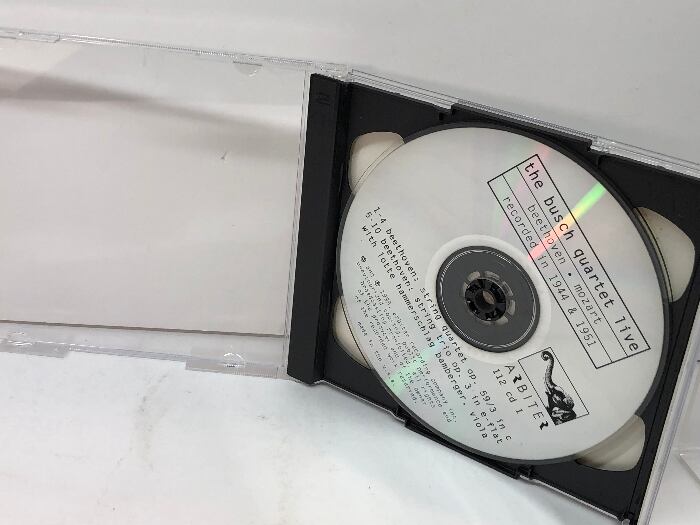 the busch quartet live
beethoven • mozart
recorded in 1944 & 1951
ARBITER
112 cd 1
1-4 beethoven: string quartet op. 59/3 in c
5-10 beethoven: string trio op. 3 in e-flat
with lotte hammerschlag bamberger, viola